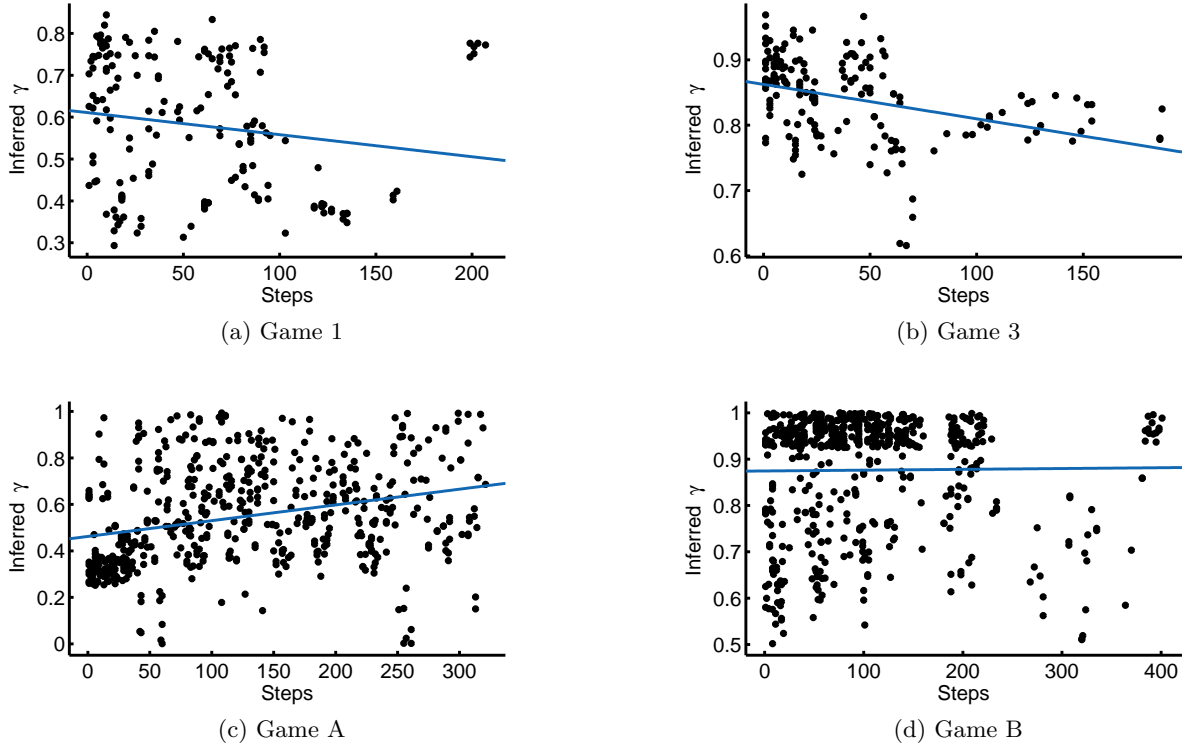 0.8
0.7
0.6
0.5
0.4
0.3
Inferred γ
0 50 100 150 200
Steps
(a) Game 1
0.9
0.8
0.7
0.6
Inferred γ
0 50 100 150
Steps
(b) Game 3
1
0.8
0.6
0.4
0.2
0
Inferred γ
0 50 100 150 200 250 300
Steps
(c) Game A
1
0.9
0.8
0.7
0.6
0.5
Inferred γ
0 100 200 300 400
Steps
(d) Game B